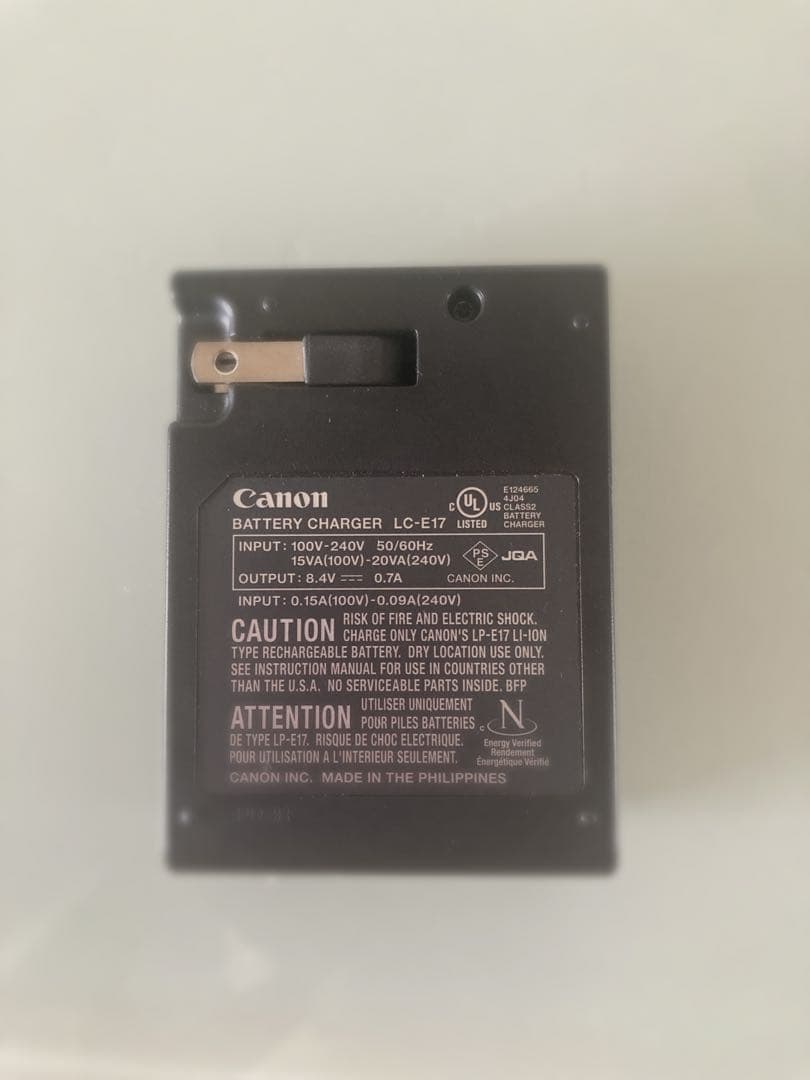 Canon
BATTERY CHARGER LC-E17
C UL US LISTED
E124665
4J04
CLASS2
BATTERY
CHARGER
INPUT: 100V-240V 50/60Hz
15VA(100V)-20VA(240V)
OUTPUT: 8.4V ⎓ 0.7A
PSE JQA
CANON INC.
INPUT: 0.15A(100V)-0.09A(240V)
CAUTION RISK OF FIRE AND ELECTRIC SHOCK.
CHARGE ONLY CANON'S LP-E17 LI-ION
TYPE RECHARGEABLE BATTERY. DRY LOCATION USE ONLY.
SEE INSTRUCTION MANUAL FOR USE IN COUNTRIES OTHER
THAN THE U.S.A. NO SERVICEABLE PARTS INSIDE. BFP
ATTENTION UTILISER UNIQUEMENT
POUR PILES BATTERIES
DE TYPE LP-E17. RISQUE DE CHOC ELECTRIQUE.
POUR UTILISATION A L'INTERIEUR SEULEMENT.
C N
Energy Verified
Rendement
Énergétique Vérifié
CANON INC. MADE IN THE PHILIPPINES